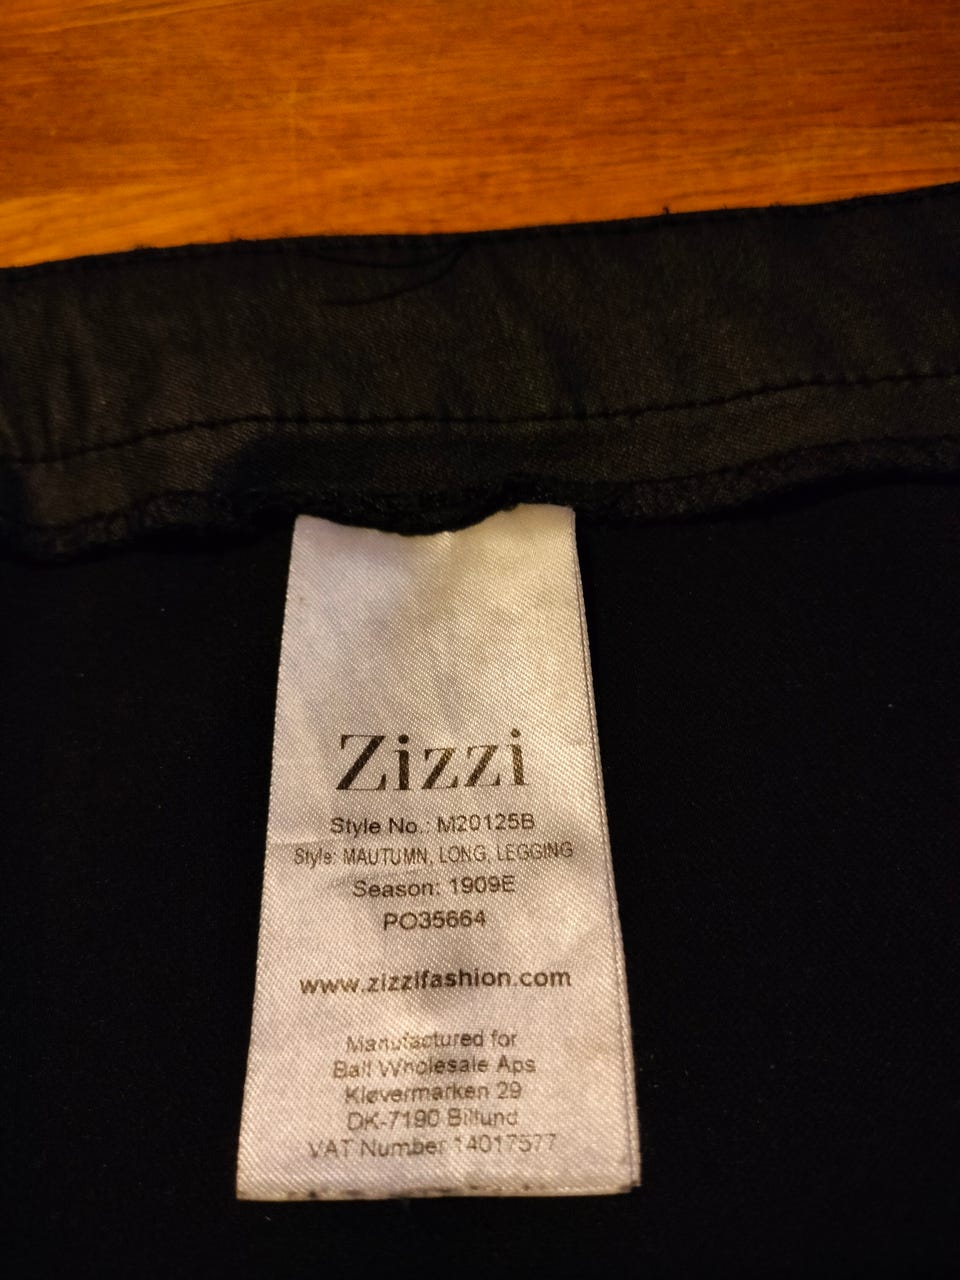 Zizzi
Style No.: M20125B
Style: MAUTUMN, LONG, LEGGING
Season: 1909E
PO35664
www.zizzifashion.com
Manufactured for
Ball Wholesale Aps
Kløvermarken 29
DK-7190 Billund
VAT Number 14017577